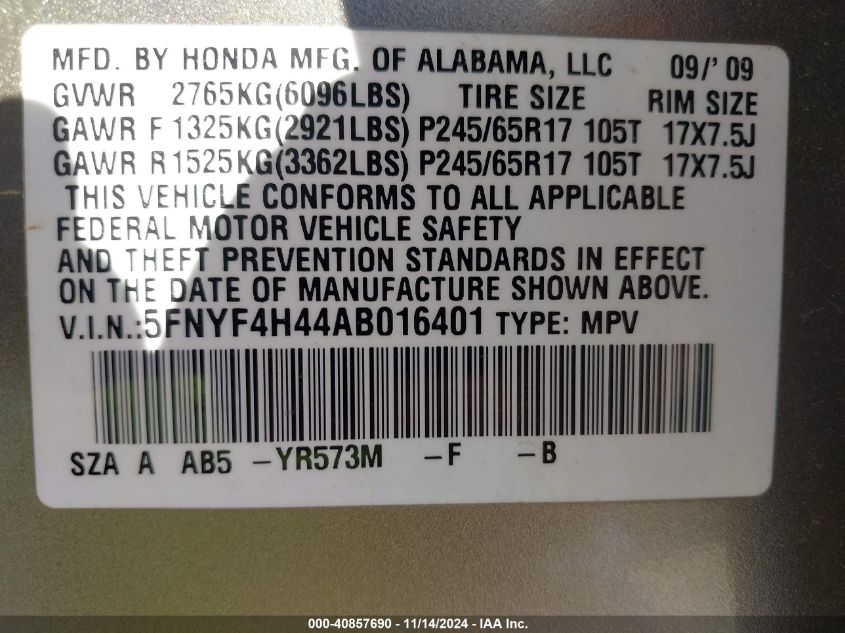 MFD. BY HONDA MFG. OF ALABAMA, LLC 09/' 09
GVWR 2765KG(6096LBS) TIRE SIZE RIM SIZE
GAWR F 1325KG(2921LBS) P245/65R17 105T 17X7.5J
GAWR R 1525KG(3362LBS) P245/65R17 105T 17X7.5J
THIS VEHICLE CONFORMS TO ALL APPLICABLE
FEDERAL MOTOR VEHICLE SAFETY
AND THEFT PREVENTION STANDARDS IN EFFECT
ON THE DATE OF MANUFACTURE SHOWN ABOVE.
V.I.N.:5FNYF4H44AB016401 TYPE: MPV
SZA A AB5 -YR573M -F -B
000-40857690 - 11/14/2024 - IAA Inc.